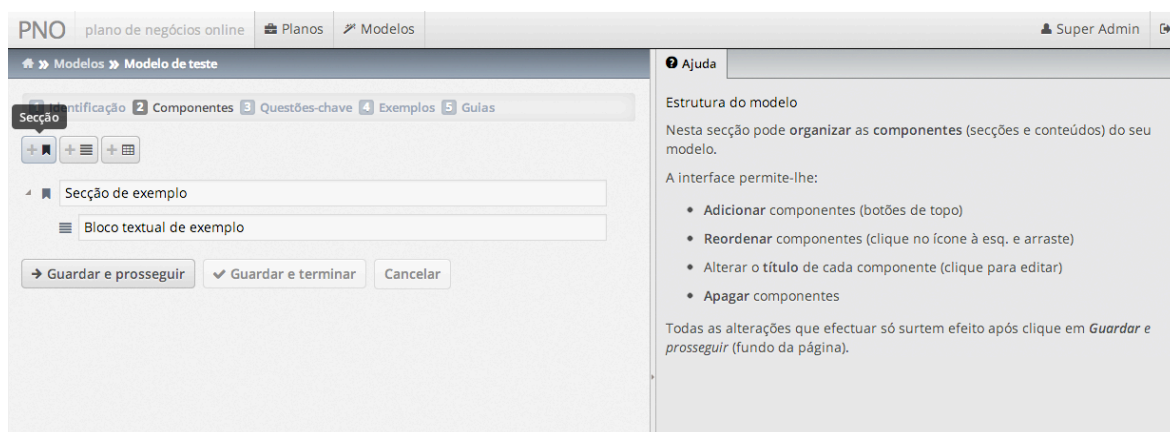 PNO plano de negócios online Planos Modelos Super Admin
Modelos Modelo de teste
1 Identificação 2 Componentes 3 Questões-chave 4 Exemplos 5 Guias
Secção
Secção de exemplo
Bloco textual de exemplo
Guardar e prosseguir Guardar e terminar Cancelar
Ajuda
Estrutura do modelo
Nesta secção pode organizar as componentes (secções e conteúdos) do seu
modelo.
A interface permite-lhe:
Adicionar componentes (botões de topo)
Reordenar componentes (clique no ícone à esq. e arraste)
Alterar o título de cada componente (clique para editar)
Apagar componentes
Todas as alterações que efectuar só surtem efeito após clique em Guardar e
prosseguir (fundo da página).